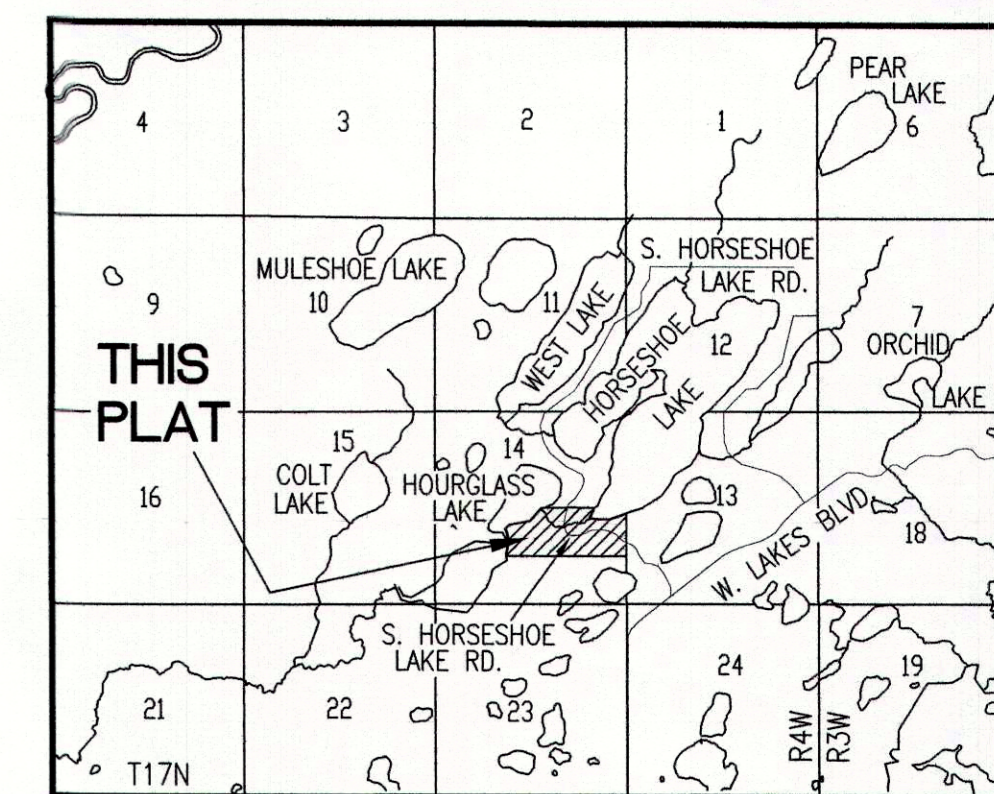 4
3
2
1
PEAR
LAKE
6
MULESHOE LAKE
S. HORSESHOE
LAKE RD.
9
10
11
WEST LAKE
HORSESHOE
LAKE
12
7
ORCHID
LAKE
THIS
PLAT
16
15
COLT
LAKE
14
HOURGLASS
LAKE
13
W. LAKES BLVD
18
S. HORSESHOE
LAKE RD.
21
22
23
24
19
R4W
R3W
T17N